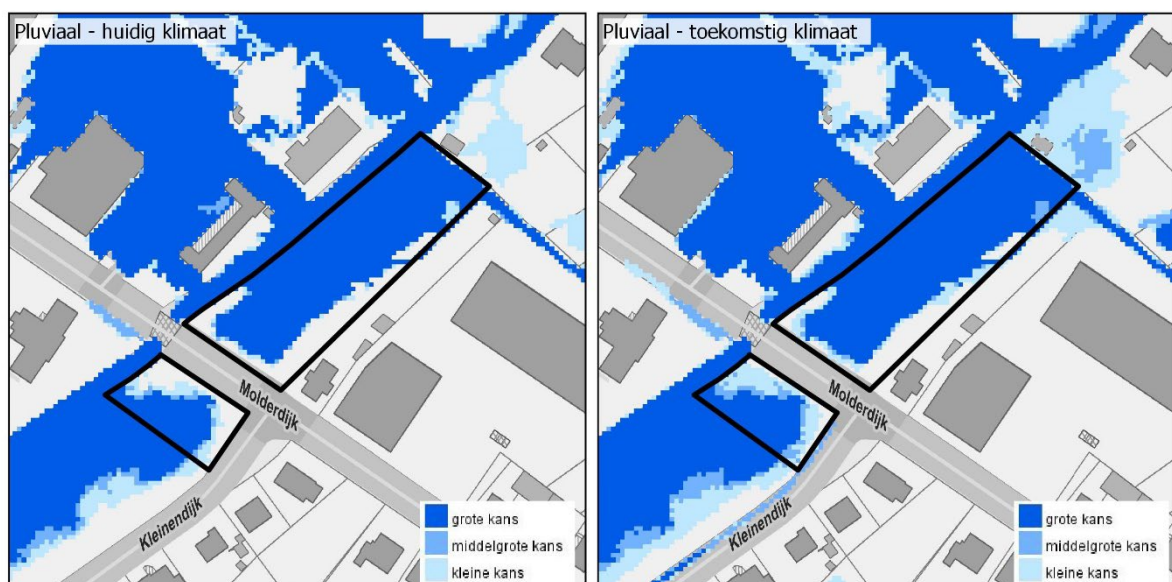 Pluviaal - huidig klimaat
Molderdijk
Kleinendijk
grote kans
middelgrote kans
kleine kans
Pluviaal - toekomstig klimaat
Molderdijk
Kleinendijk
grote kans
middelgrote kans
kleine kans